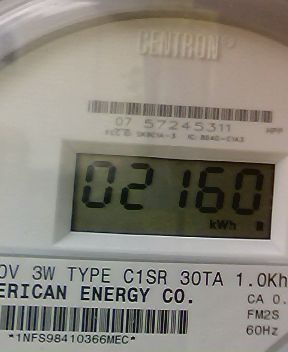 CENTRON®
07 57245311 HPP
02160
kWh
0V 3W TYPE C1SR 30TA 1.0Kh
ERICAN ENERGY CO. CA 0.
FM2S
60Hz
*1NFS98410366MEC*